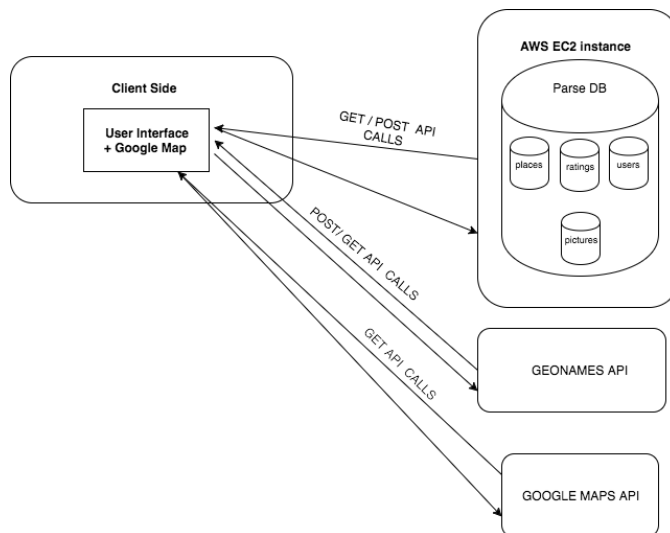 AWS EC2 instance
Parse DB
places
ratings
users
pictures
Client Side
User Interface
+ Google Map
GET / POST API
CALLS
POST/ GET API CALLS
GET API CALLS
GEONAMES API
GOOGLE MAPS API